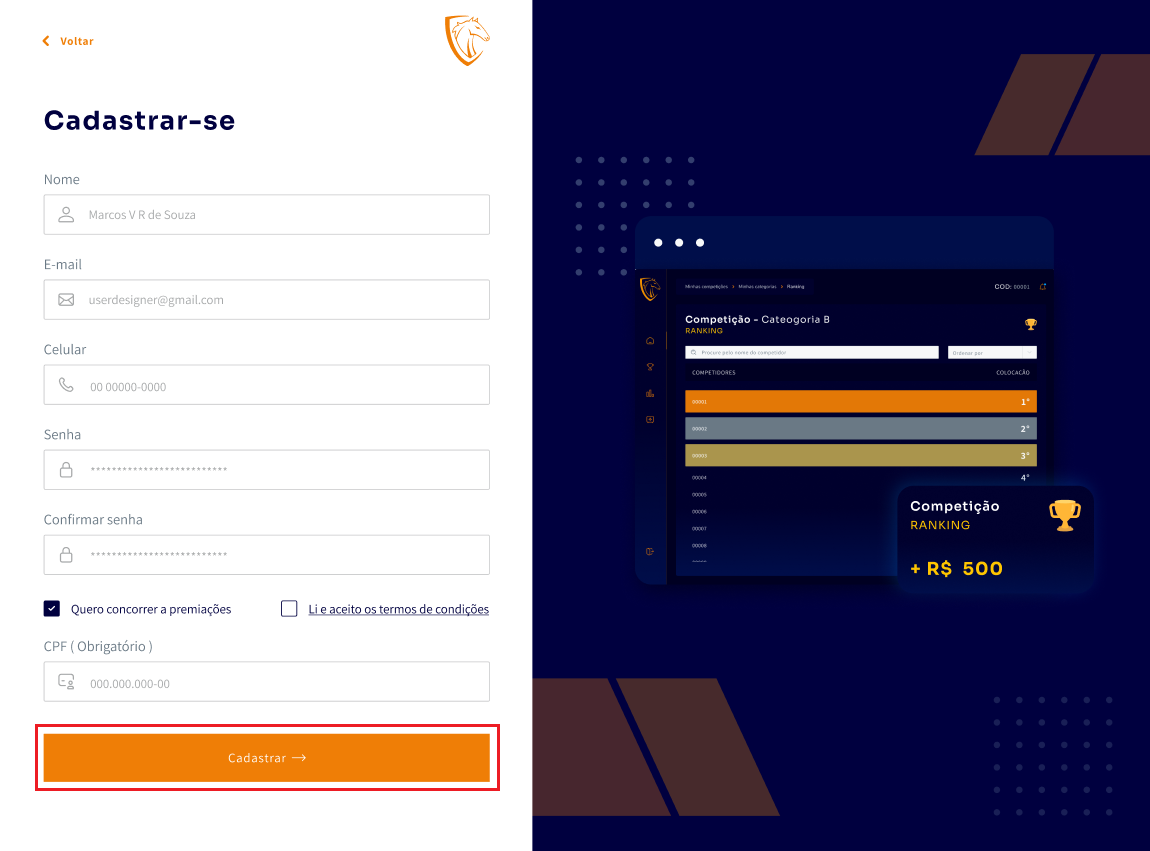 Voltar
Cadastrar-se
Nome
Marcos V R de Souza
E-mail
userdesigner@gmail.com
Celular
00 00000-0000
Senha
**************************
Confirmar senha
**************************
Quero concorrer a premiações
Li e aceito os termos de condições
CPF ( Obrigatório )
000.000.000-00
Cadastrar →
Minhas competições > Minhas categorias > Ranking
COD: 00001
Competição - Cateogoria B
RANKING
Procure pelo nome do competidor
Ordenar por
COMPETIDORES COLOCACÃO
00001 1°
00002 2°
00003 3°
00004 4°
00005
00006
00007
00008
Competição
RANKING
+ R$ 500